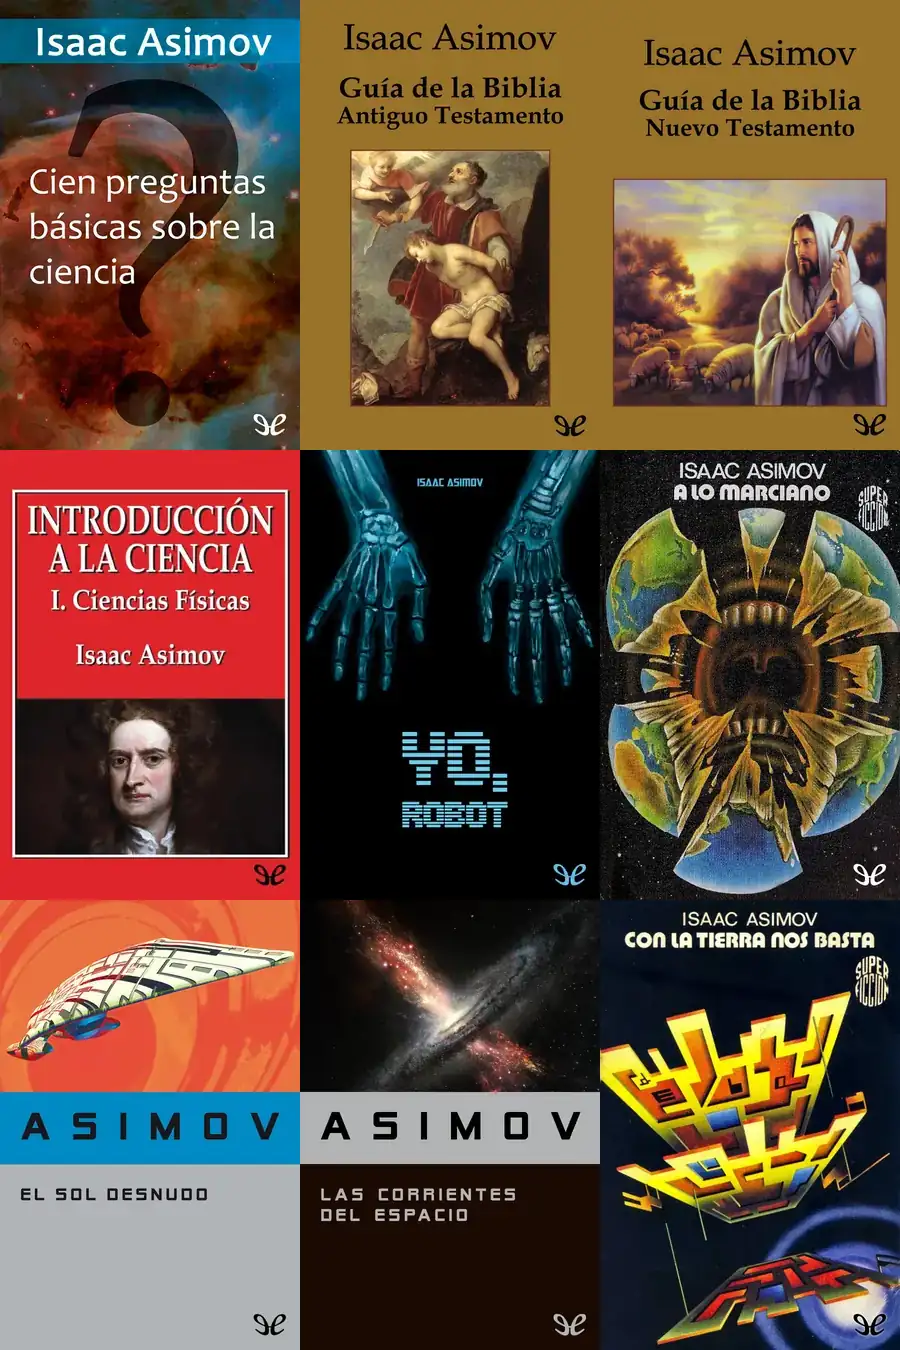 Isaac Asimov
Cien preguntas
básicas sobre la
ciencia
Isaac Asimov
Guía de la Biblia
Antiguo Testamento
Isaac Asimov
Guía de la Biblia
Nuevo Testamento
INTRODUCCIÓN
A LA CIENCIA
I. Ciencias Físicas
Isaac Asimov
ISAAC ASIMOV
YO,
ROBOT
ISAAC ASIMOV
A LO MARCIANO
SUPER
FICCION
ASIMOV
EL SOL DESNUDO
ASIMOV
LAS CORRIENTES
DEL ESPACIO
ISAAC ASIMOV
CON LA TIERRA NOS BASTA
SUPER
FICCION